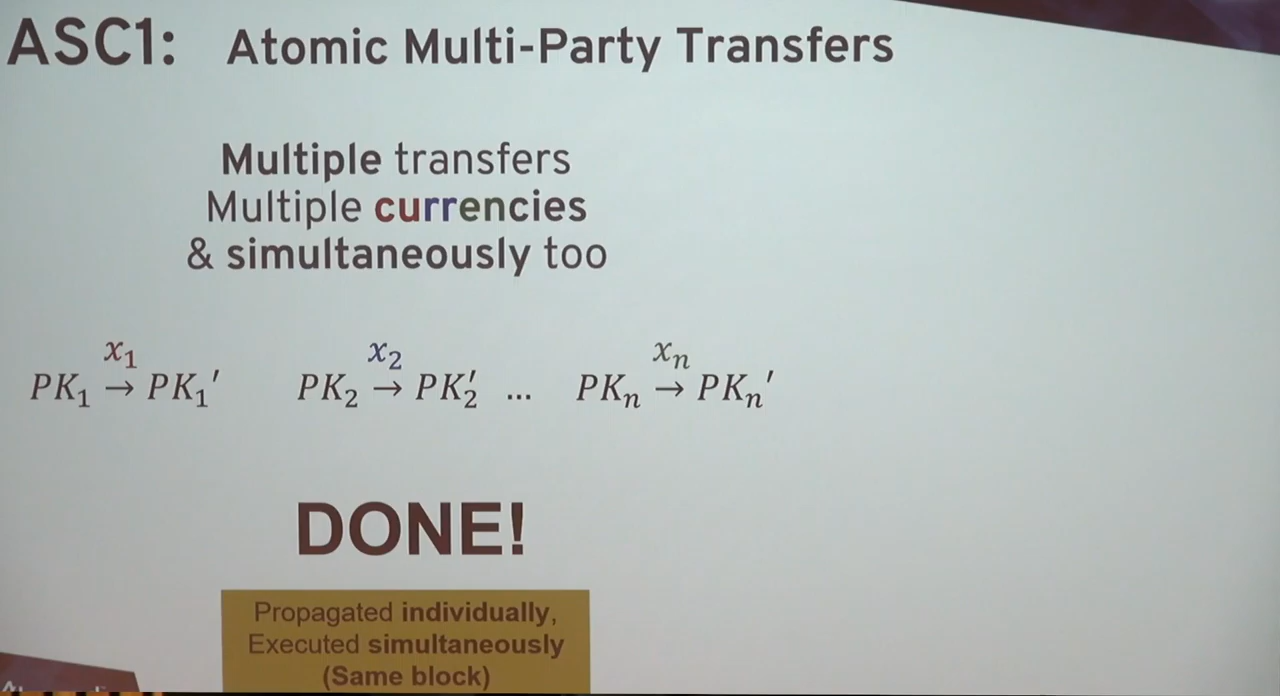 ASC1: Atomic Multi-Party Transfers
Multiple transfers
Multiple currencies
& simultaneously too
x₁ x₂ xₙ
PK₁ → PK₁′ PK₂ → PK₂′ ... PKₙ → PKₙ′
DONE!
Propagated individually,
Executed simultaneously
(Same block)